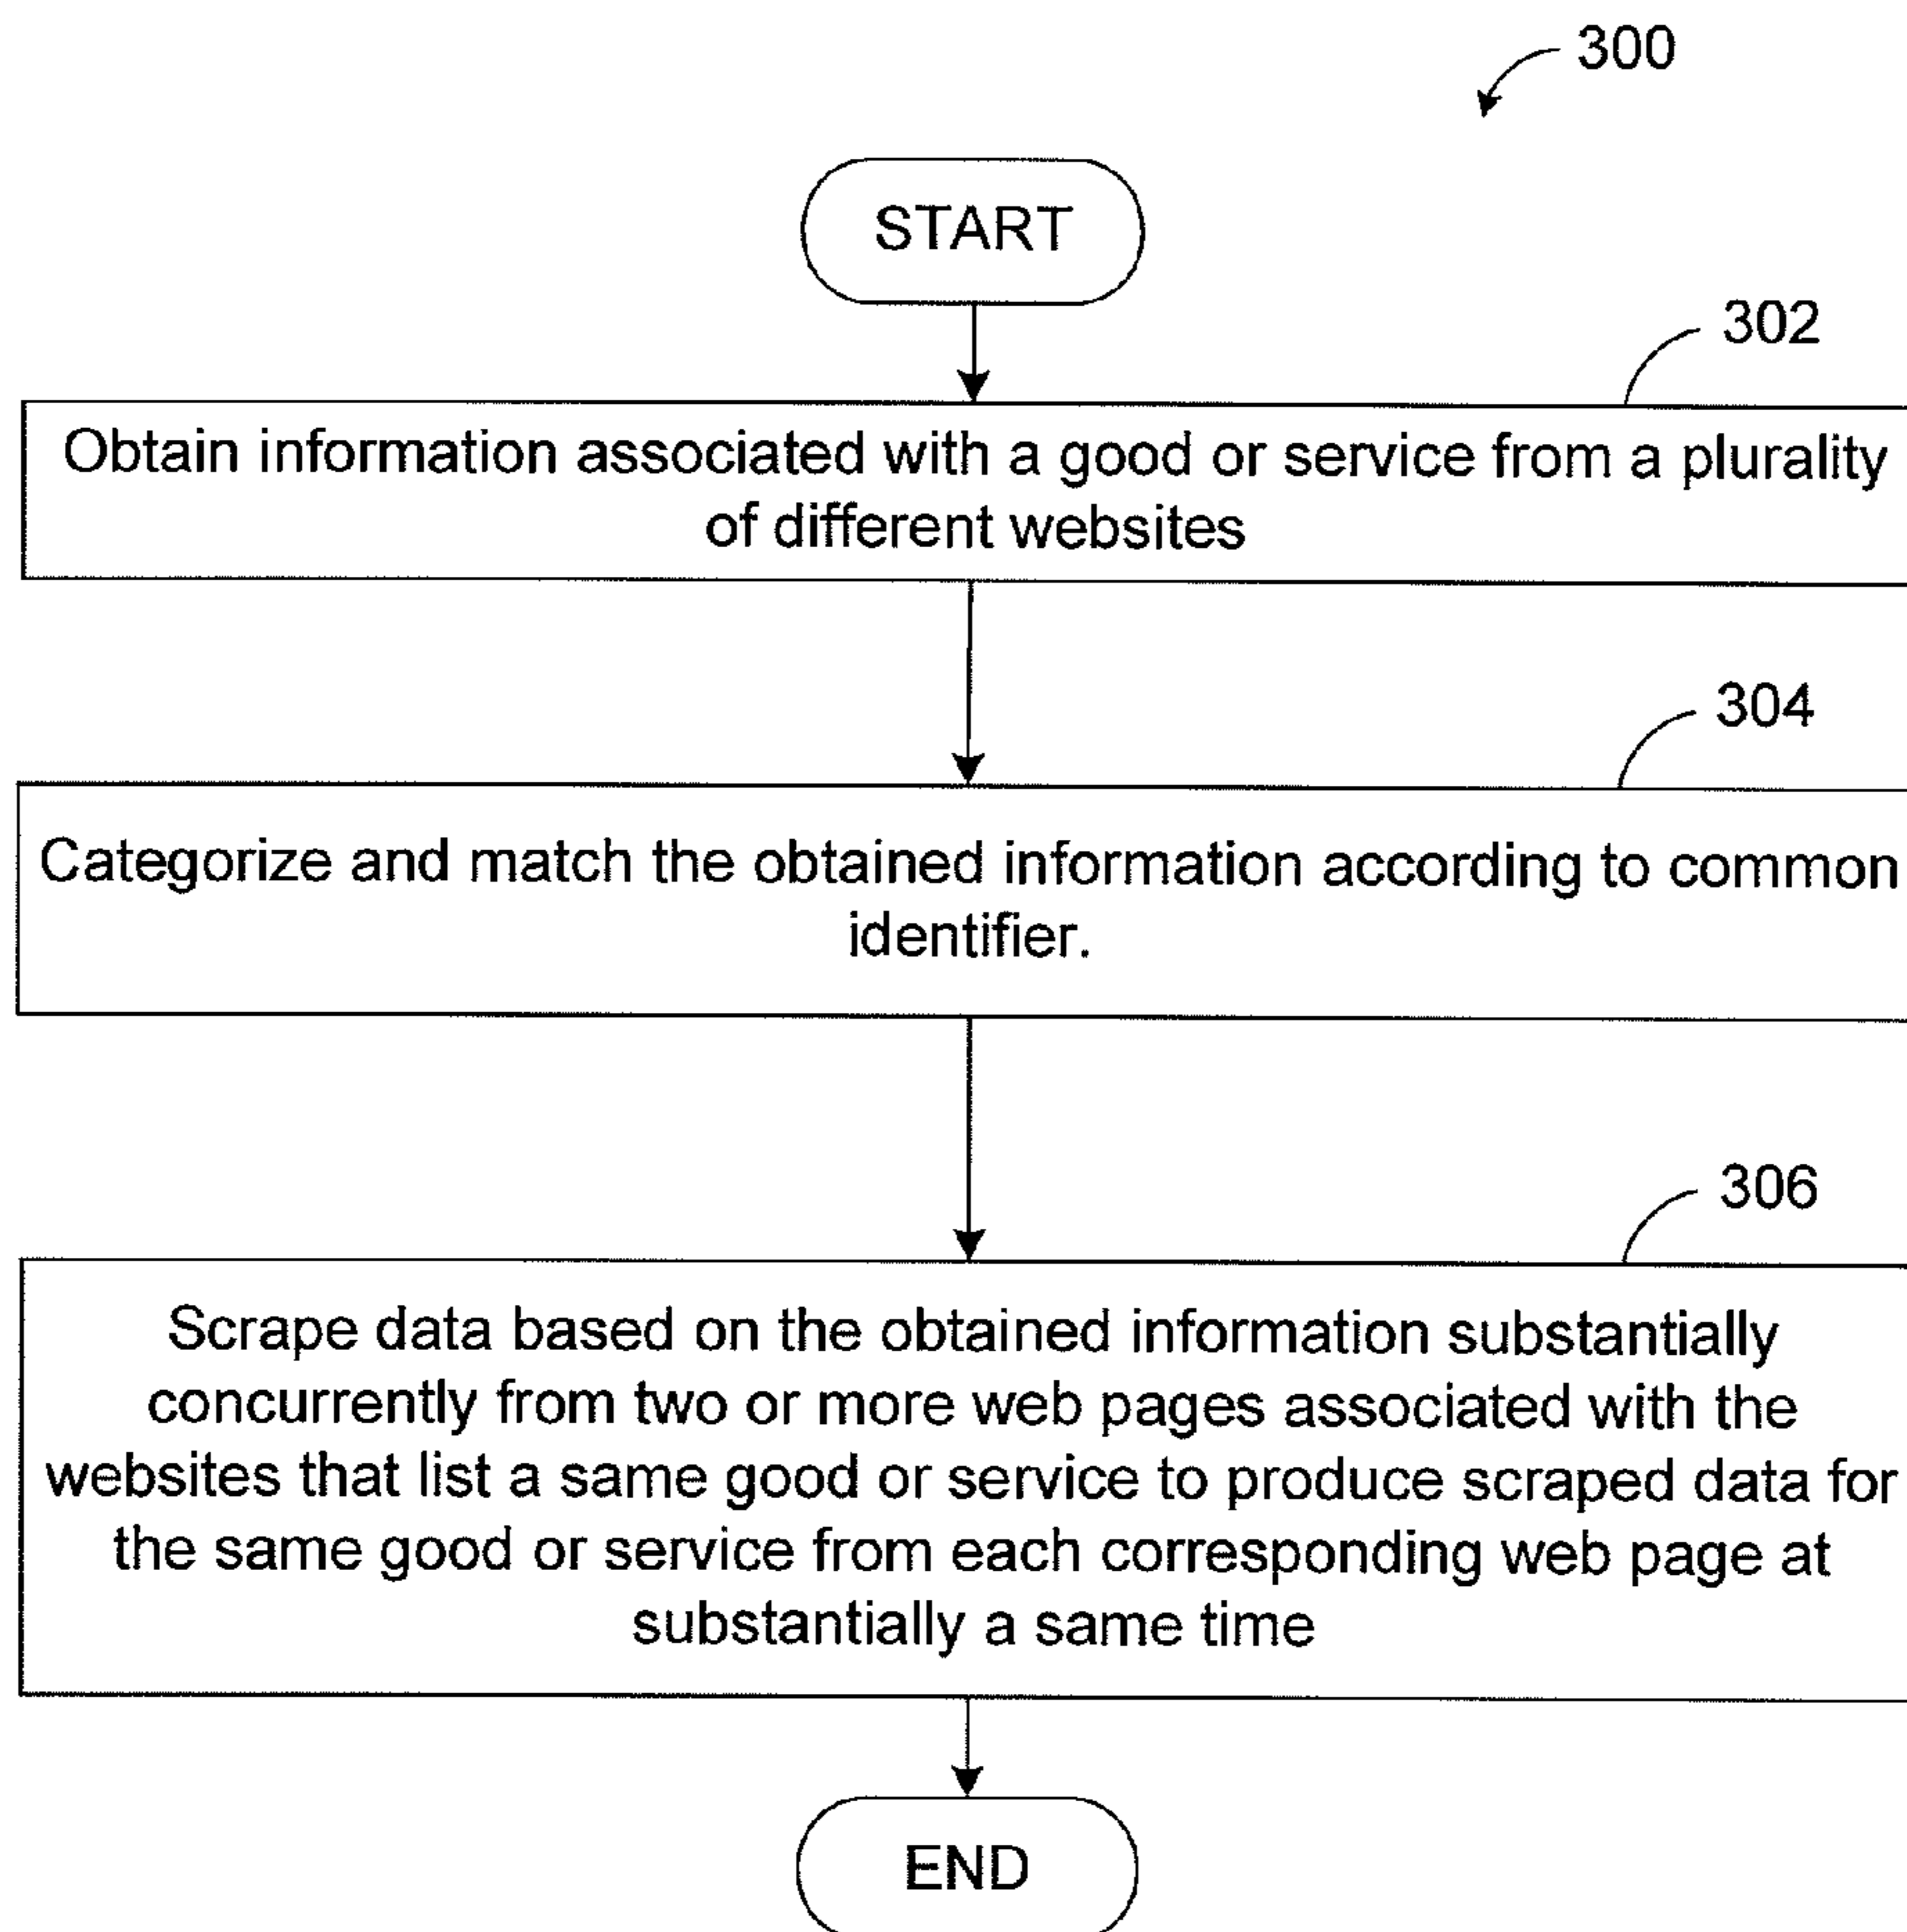 300
START
302
Obtain information associated with a good or service from a plurality
of different websites
304
Categorize and match the obtained information according to common
identifier.
306
Scrape data based on the obtained information substantially
concurrently from two or more web pages associated with the
websites that list a same good or service to produce scraped data for
the same good or service from each corresponding web page at
substantially a same time
END